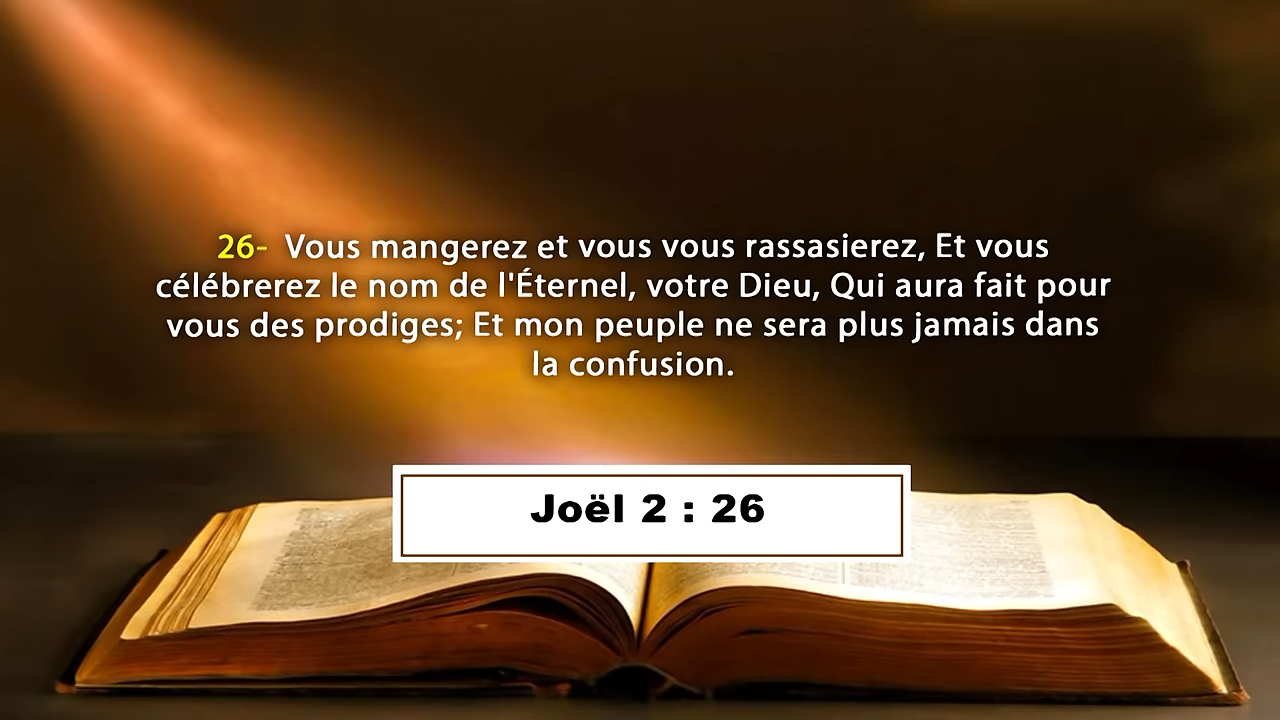 26- Vous mangerez et vous vous rassasierez, Et vous
célébrerez le nom de l'Éternel, votre Dieu, Qui aura fait pour
vous des prodiges; Et mon peuple ne sera plus jamais dans
la confusion.
Joël 2 : 26